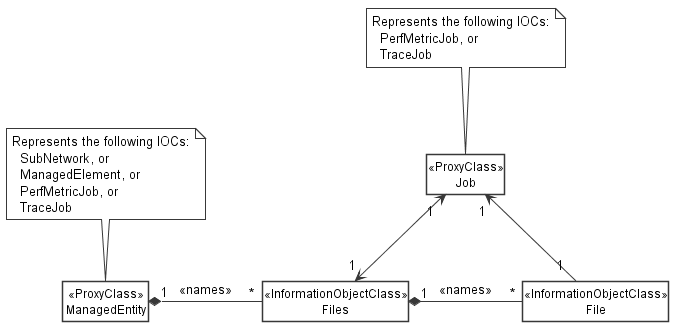 Represents the following IOCs:
PerfMetricJob, or
TraceJob
Represents the following IOCs:
SubNetwork, or
ManagedElement, or
PerfMetricJob, or
TraceJob
«ProxyClass»
Job
1
1
1
1
«ProxyClass»
ManagedEntity
1
«names»
*
«InformationObjectClass»
Files
1
«names»
*
«InformationObjectClass»
File